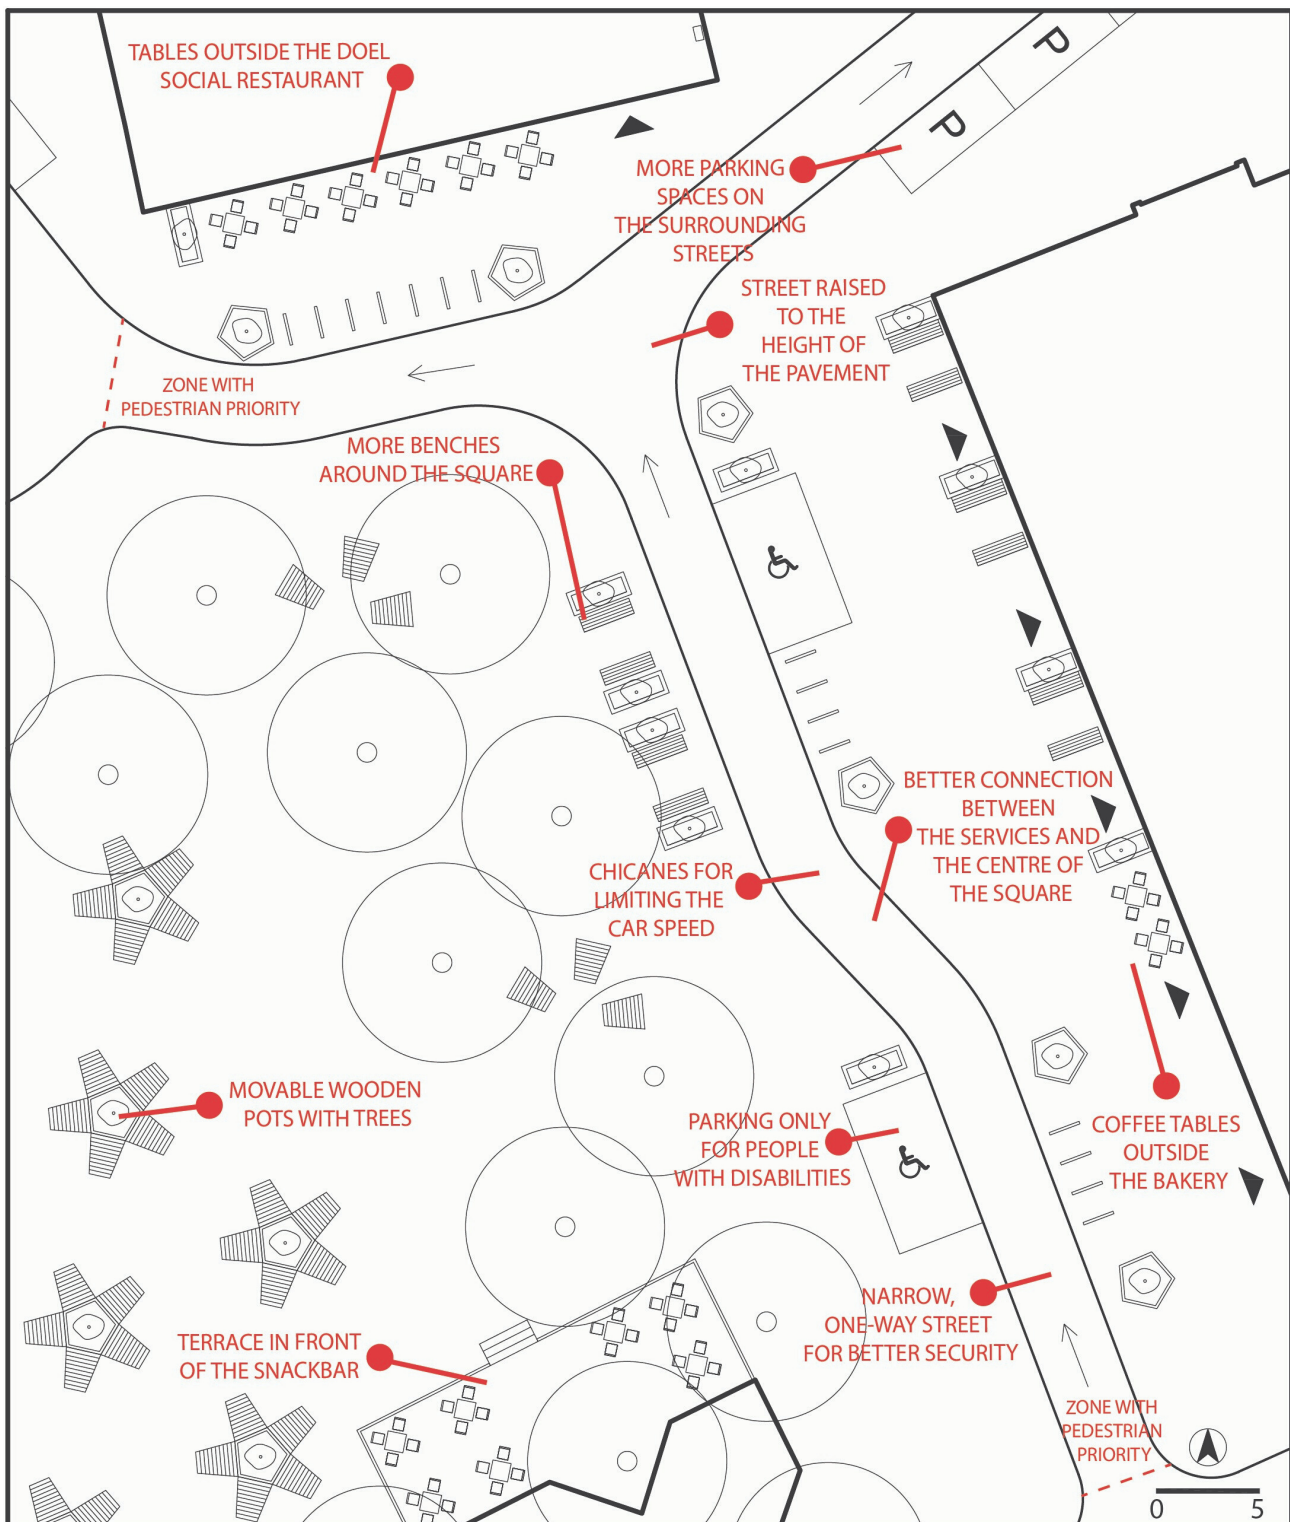 TABLES OUTSIDE THE DOEL
SOCIAL RESTAURANT
P
P
MORE PARKING
SPACES ON
THE SURROUNDING
STREETS
STREET RAISED
TO THE
HEIGHT OF
THE PAVEMENT
ZONE WITH
PEDESTRIAN PRIORITY
MORE BENCHES
AROUND THE SQUARE
BETTER CONNECTION
BETWEEN
THE SERVICES AND
THE CENTRE OF
THE SQUARE
CHICANES FOR
LIMITING THE
CAR SPEED
MOVABLE WOODEN
POTS WITH TREES
PARKING ONLY
FOR PEOPLE
WITH DISABILITIES
COFFEE TABLES
OUTSIDE
THE BAKERY
NARROW,
ONE-WAY STREET
FOR BETTER SECURITY
TERRACE IN FRONT
OF THE SNACKBAR
ZONE WITH
PEDESTRIAN
PRIORITY
0 5